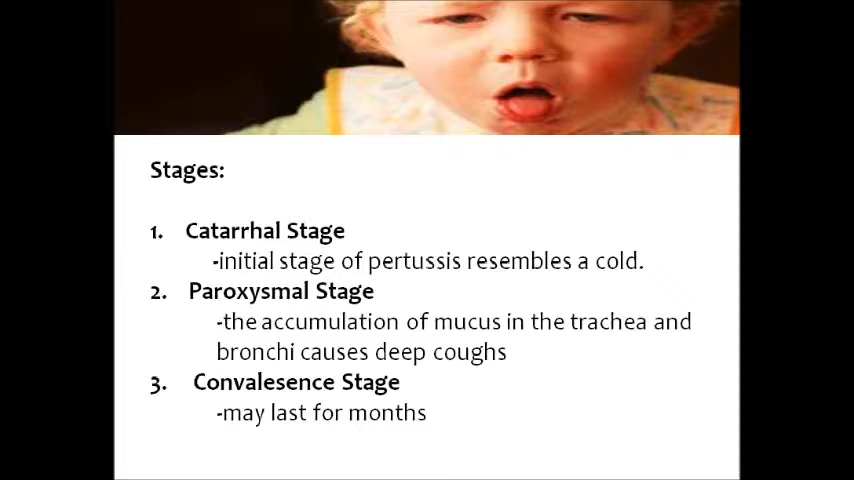 Stages:
1. Catarrhal Stage
-initial stage of pertussis resembles a cold.
2. Paroxysmal Stage
-the accumulation of mucus in the trachea and
bronchi causes deep coughs
3. Convalesence Stage
-may last for months